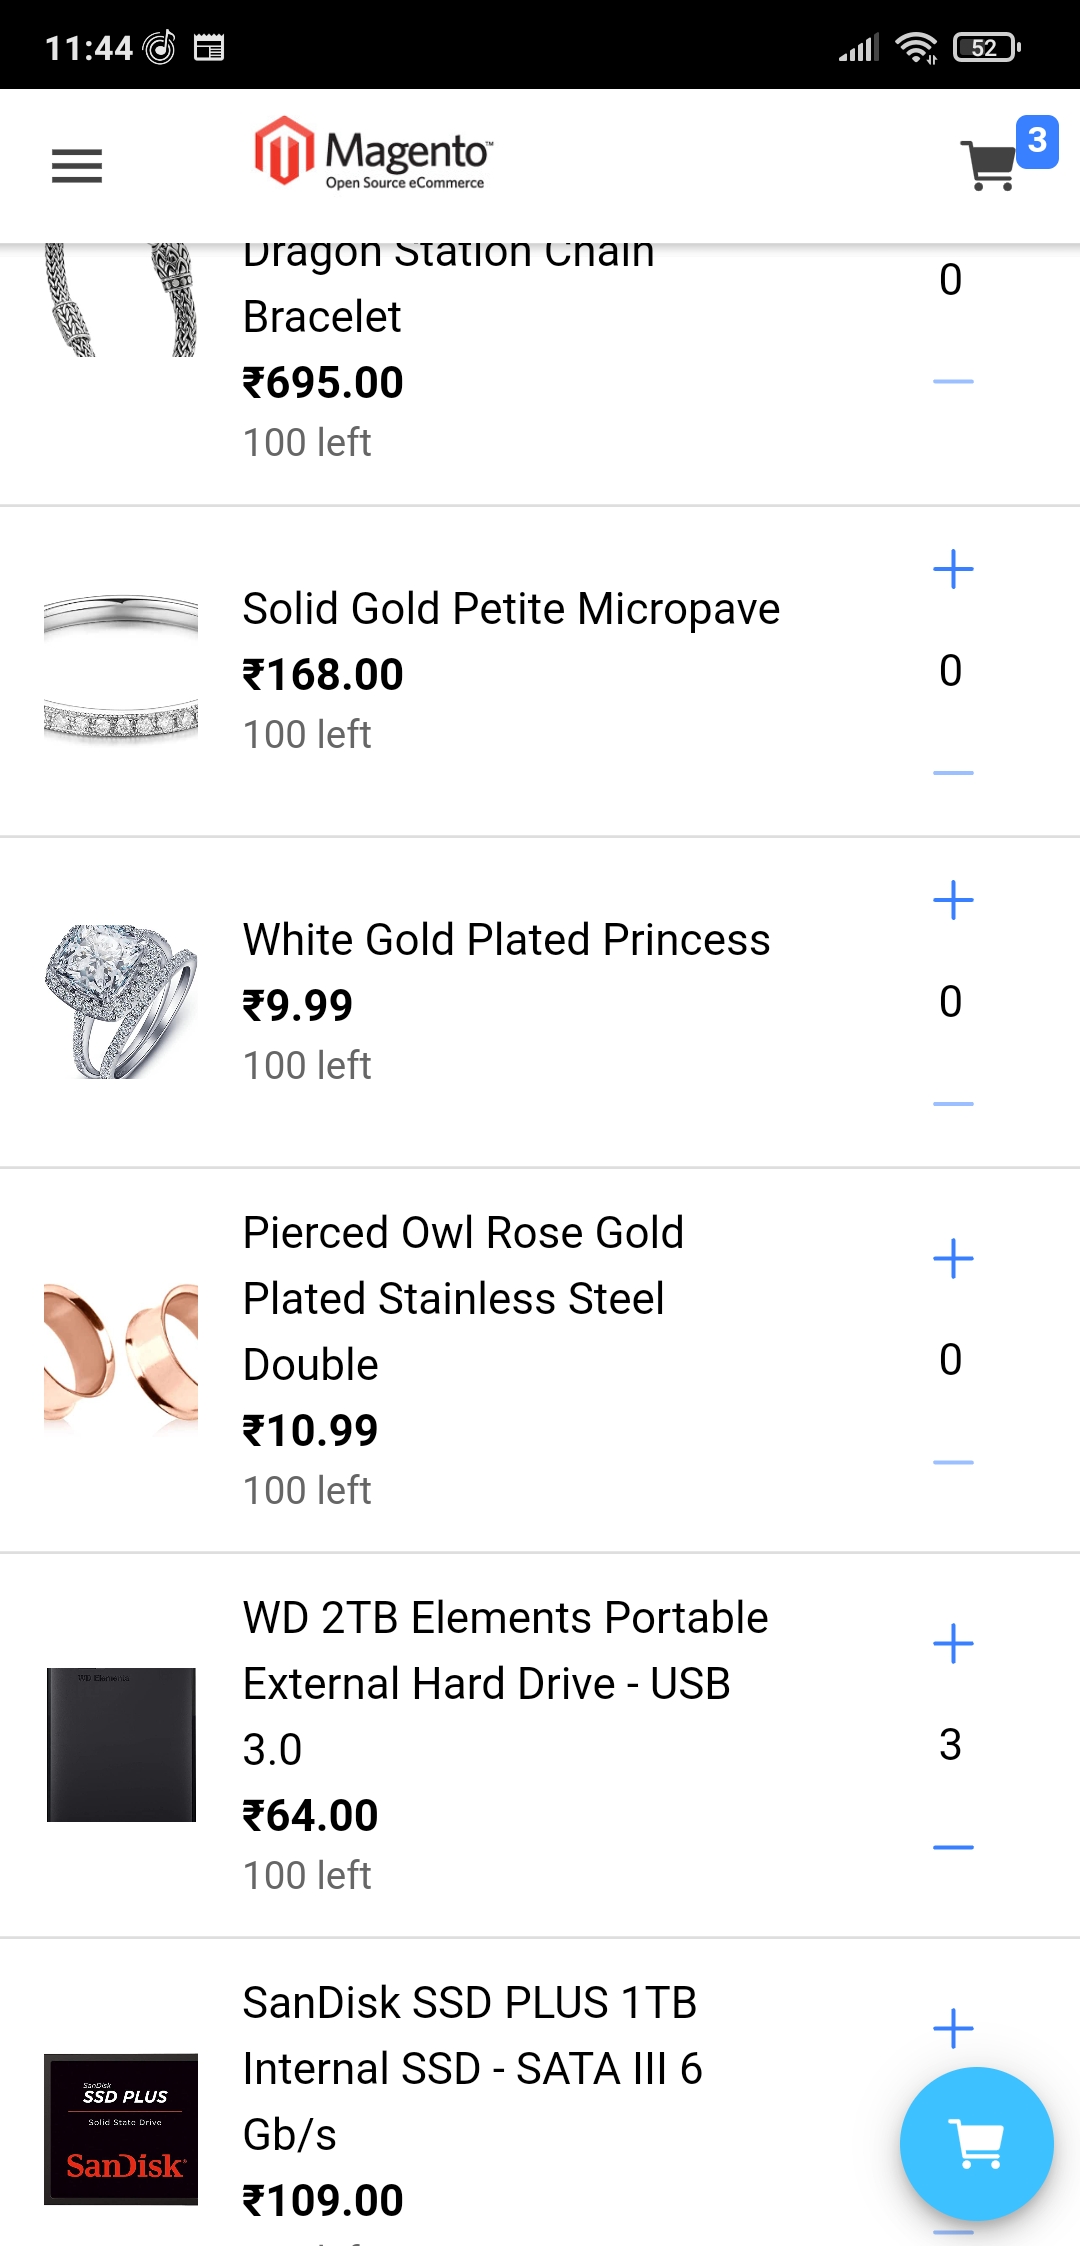 11:44
52
Magento™
Open Source eCommerce
3
Dragon Station Chain
Bracelet
₹695.00
100 left
0
Solid Gold Petite Micropave
₹168.00
100 left
0
White Gold Plated Princess
₹9.99
100 left
0
Pierced Owl Rose Gold
Plated Stainless Steel
Double
₹10.99
100 left
0
WD Elements
WD 2TB Elements Portable
External Hard Drive - USB
3.0
₹64.00
100 left
3
SanDisk
SSD PLUS
Solid State Drive
SanDisk
SanDisk SSD PLUS 1TB
Internal SSD - SATA III 6
Gb/s
₹109.00